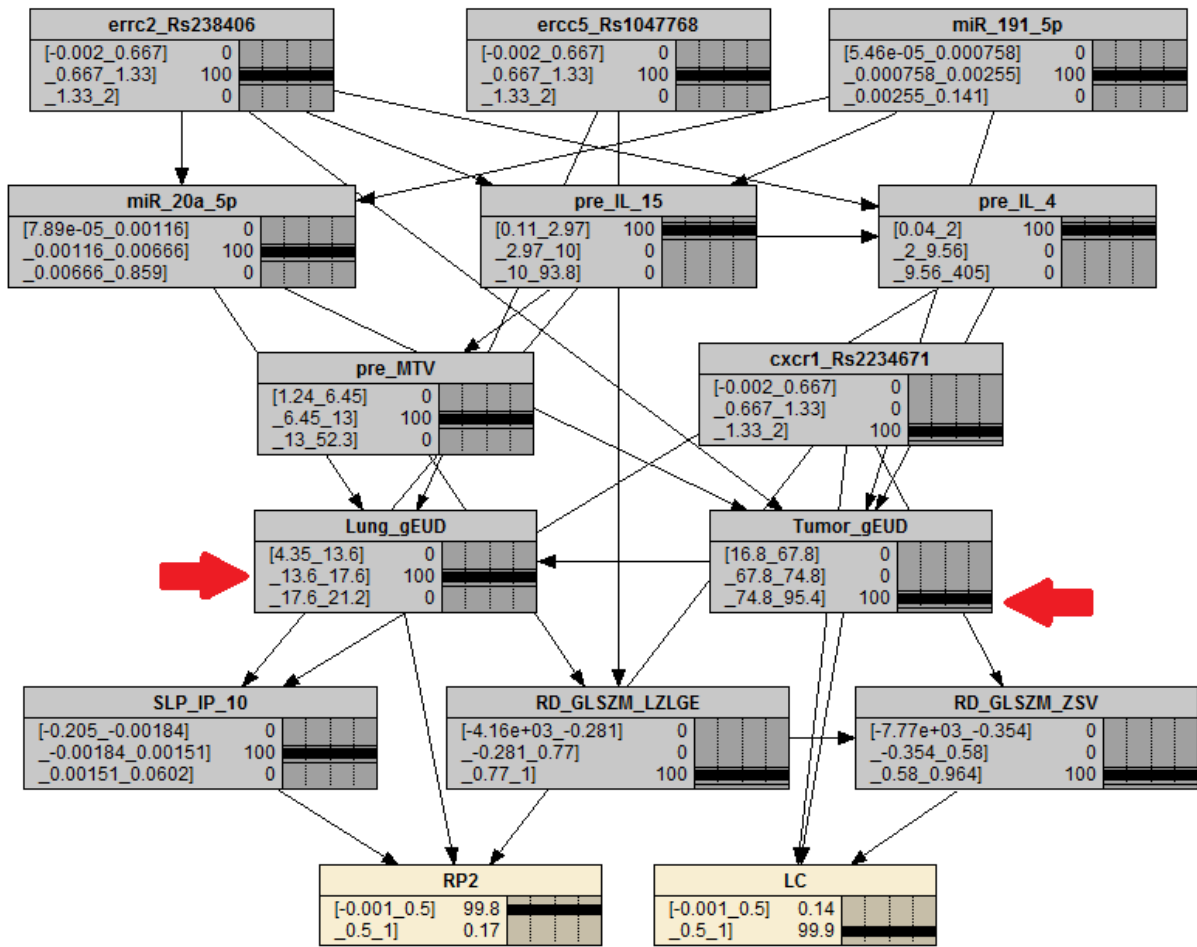 errc2_Rs238406
[-0.002_0.667] 0
_0.667_1.33] 100
_1.33_2] 0
ercc5_Rs1047768
[-0.002_0.667] 0
_0.667_1.33] 100
_1.33_2] 0
miR_191_5p
[5.46e-05_0.000758] 0
_0.000758_0.00255] 100
_0.00255_0.141] 0
miR_20a_5p
[7.89e-05_0.00116] 0
_0.00116_0.00666] 100
_0.00666_0.859] 0
pre_IL_15
[0.11_2.97] 100
_2.97_10] 0
_10_93.8] 0
pre_IL_4
[0.04_2] 100
_2_9.56] 0
_9.56_405] 0
pre_MTV
[1.24_6.45] 0
_6.45_13] 100
_13_52.3] 0
cxcr1_Rs2234671
[-0.002_0.667] 0
_0.667_1.33] 0
_1.33_2] 100
Lung_gEUD
[4.35_13.6] 0
_13.6_17.6] 100
_17.6_21.2] 0
Tumor_gEUD
[16.8_67.8] 0
_67.8_74.8] 0
_74.8_95.4] 100
SLP_IP_10
[-0.205_-0.00184] 0
_-0.00184_0.00151] 100
_0.00151_0.0602] 0
RD_GLSZM_LZLGE
[-4.16e+03_-0.281] 0
_-0.281_0.77] 0
_0.77_1] 100
RD_GLSZM_ZSV
[-7.77e+03_-0.354] 0
_-0.354_0.58] 0
_0.58_0.964] 100
RP2
[-0.001_0.5] 99.8
_0.5_1] 0.17
LC
[-0.001_0.5] 0.14
_0.5_1] 99.9